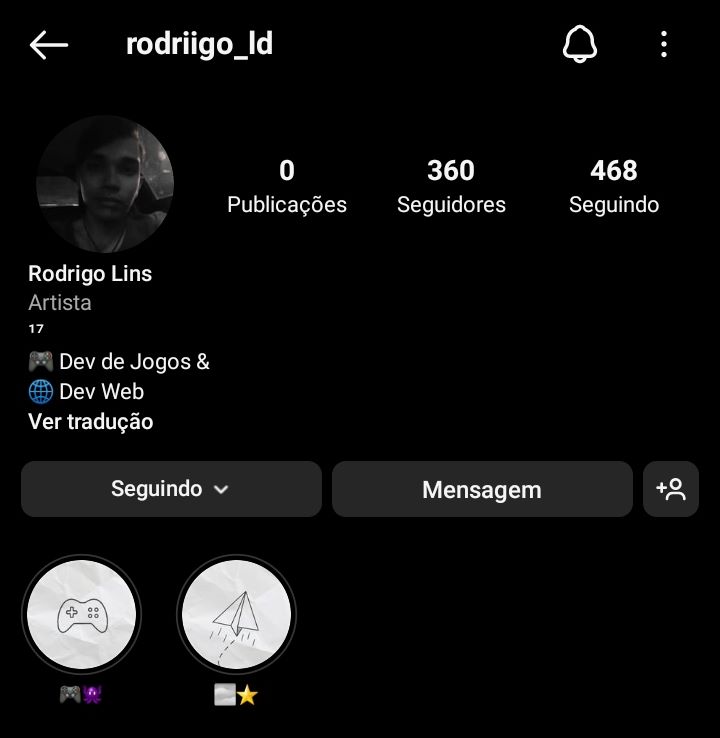 rodriigo_ld
0 360 468
Publicações Seguidores Seguindo
Rodrigo Lins
Artista
¹⁷
🎮 Dev de Jogos &
🌐 Dev Web
Ver tradução
Seguindo Mensagem
🎮🐙 🌫️⭐